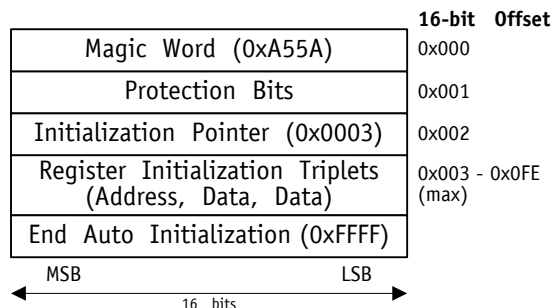 16-bit Offset
Magic Word (0xA55A) 0x000
Protection Bits 0x001
Initialization Pointer (0x0003) 0x002
Register Initialization Triplets 0x003 - 0x0FE
(Address, Data, Data) (max)
End Auto Initialization (0xFFFF)
MSB LSB
16 bits